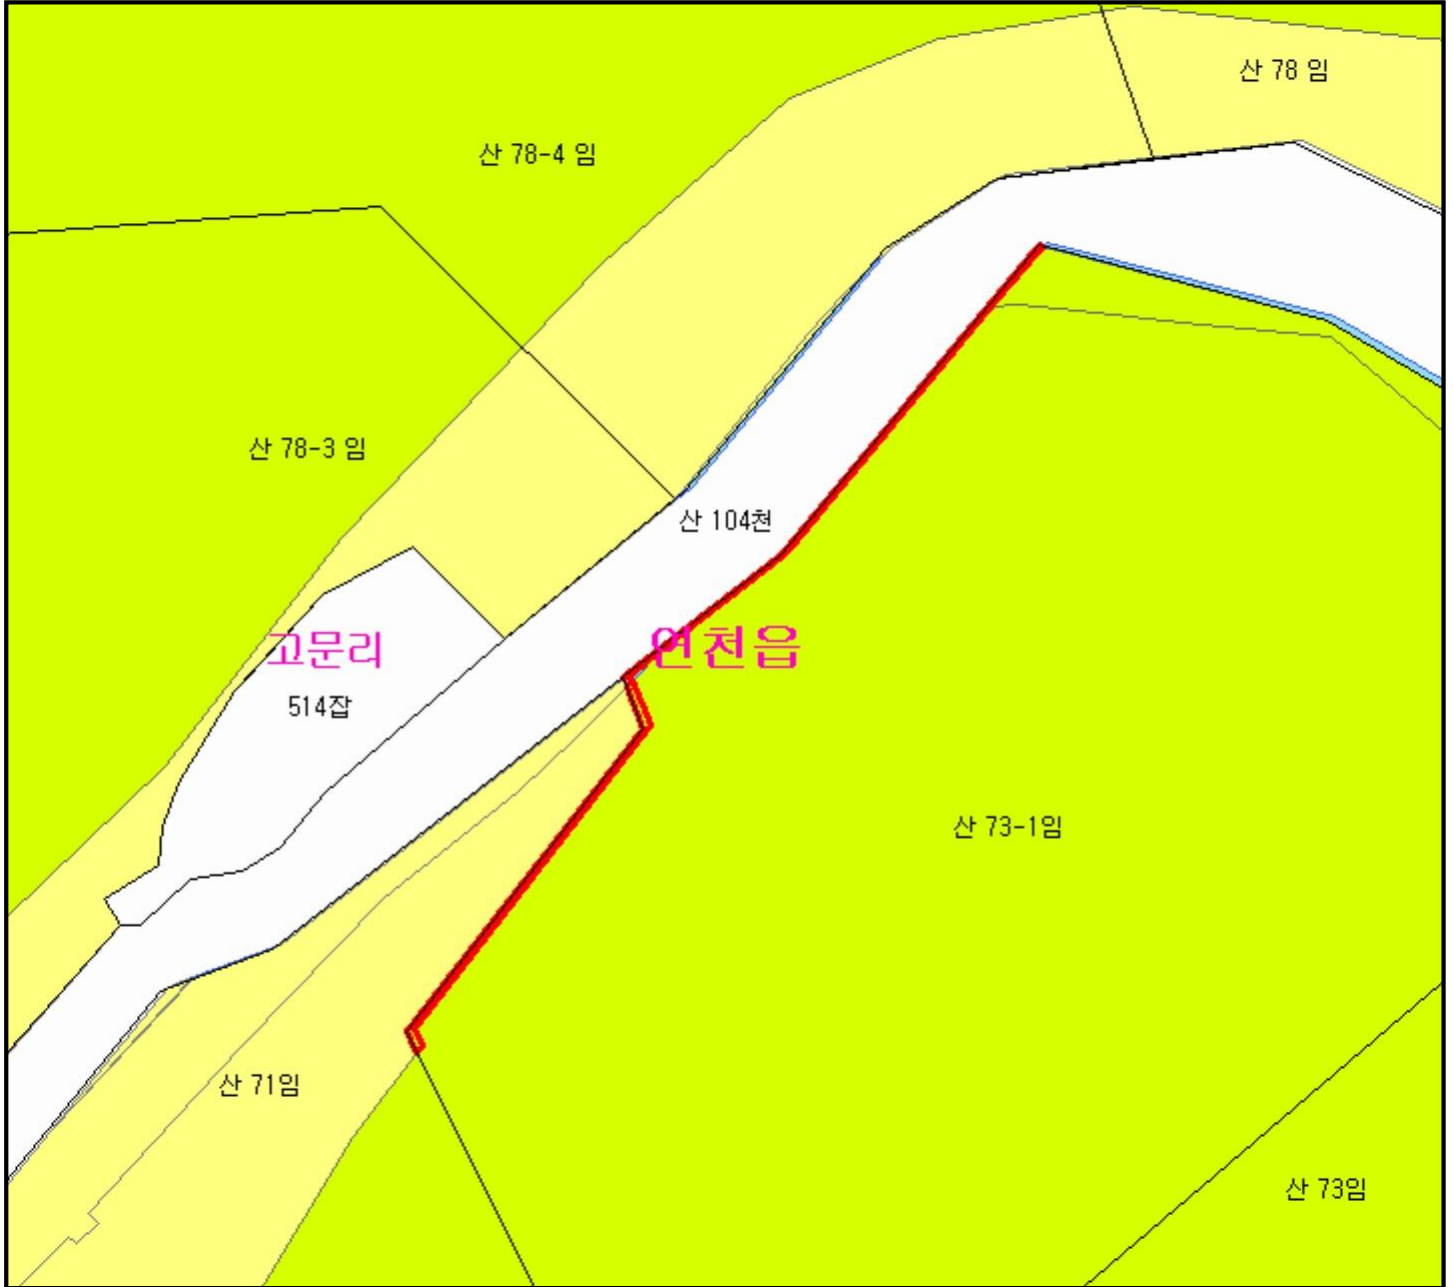 산 78 임
산 78-4 임
산 78-3 임
산 104천
고문리
연천읍
514잡
산 73-1임
산 71임
산 73임